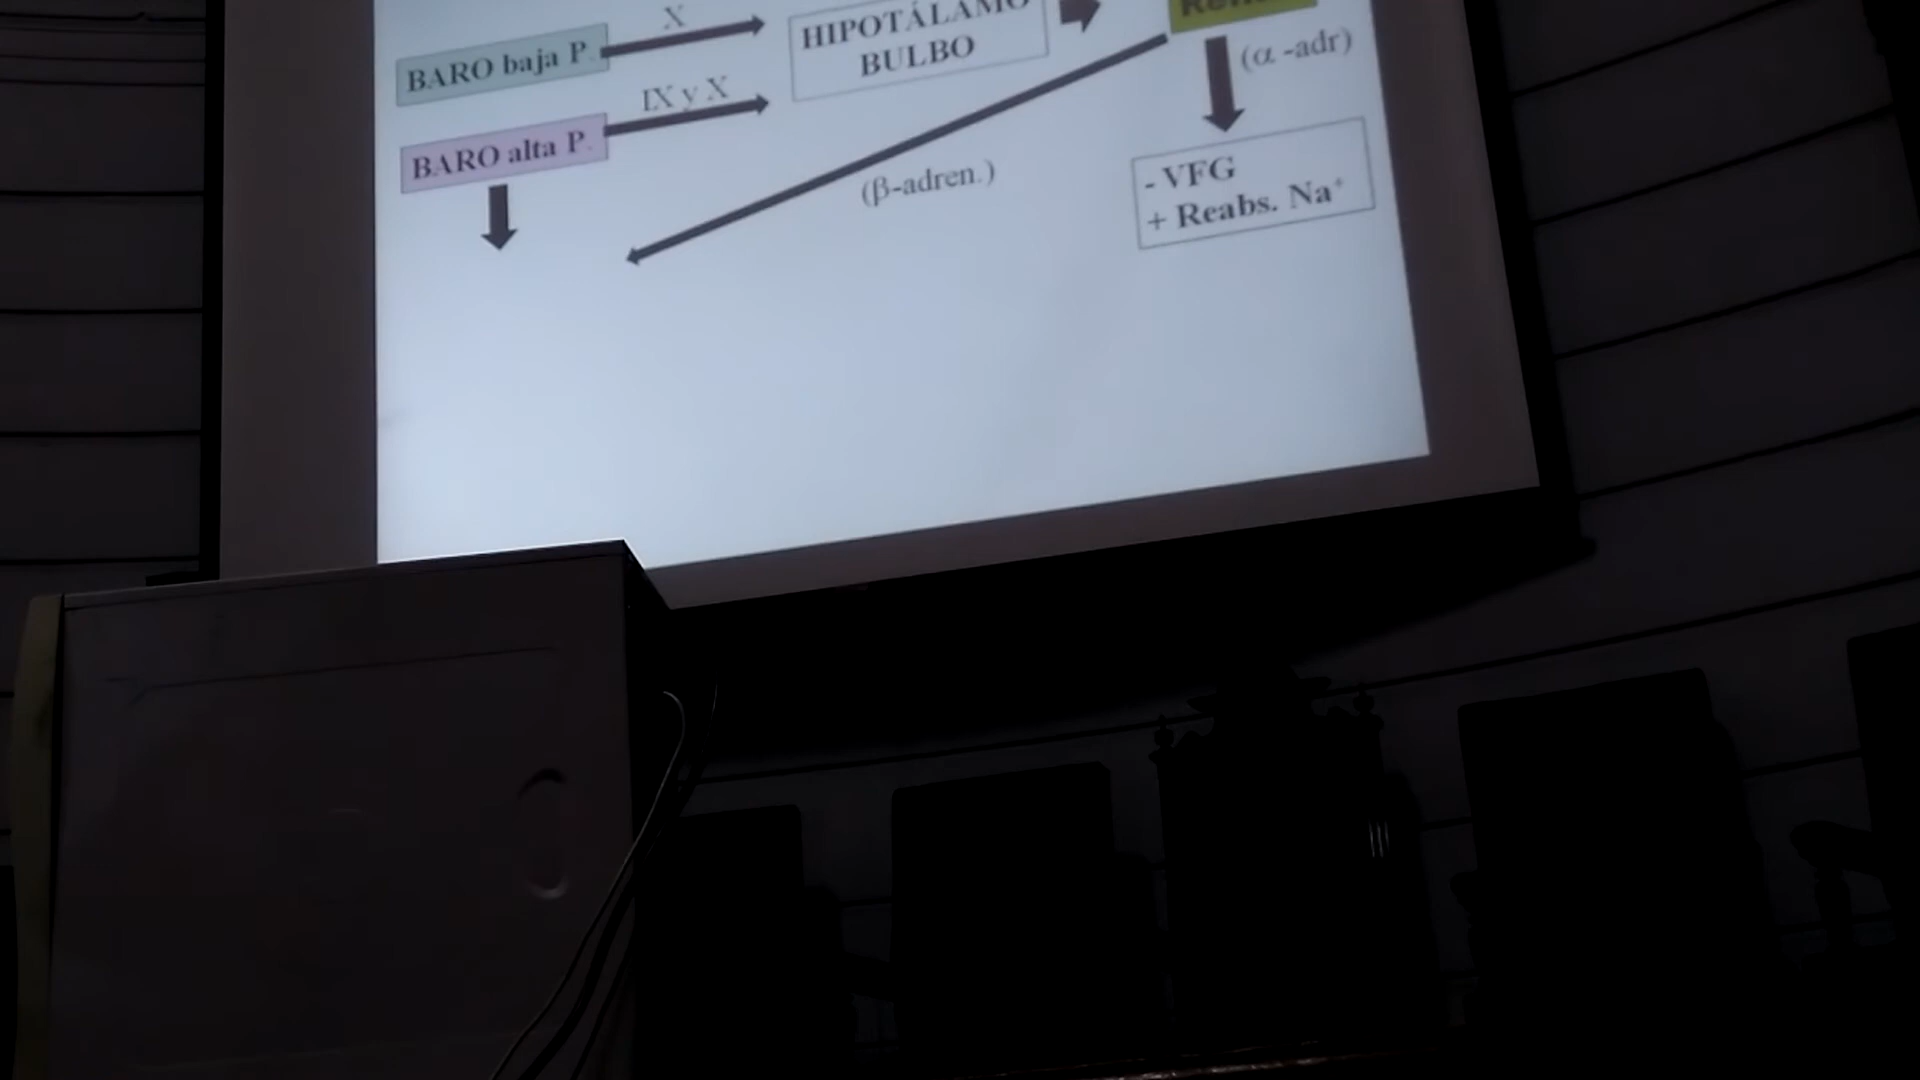 X
BARO baja P.
HIPOTÁLAMO
BULBO
(α -adr)
IX y X
BARO alta P.
(β-adren.)
- VFG
+ Reabs. Na⁺